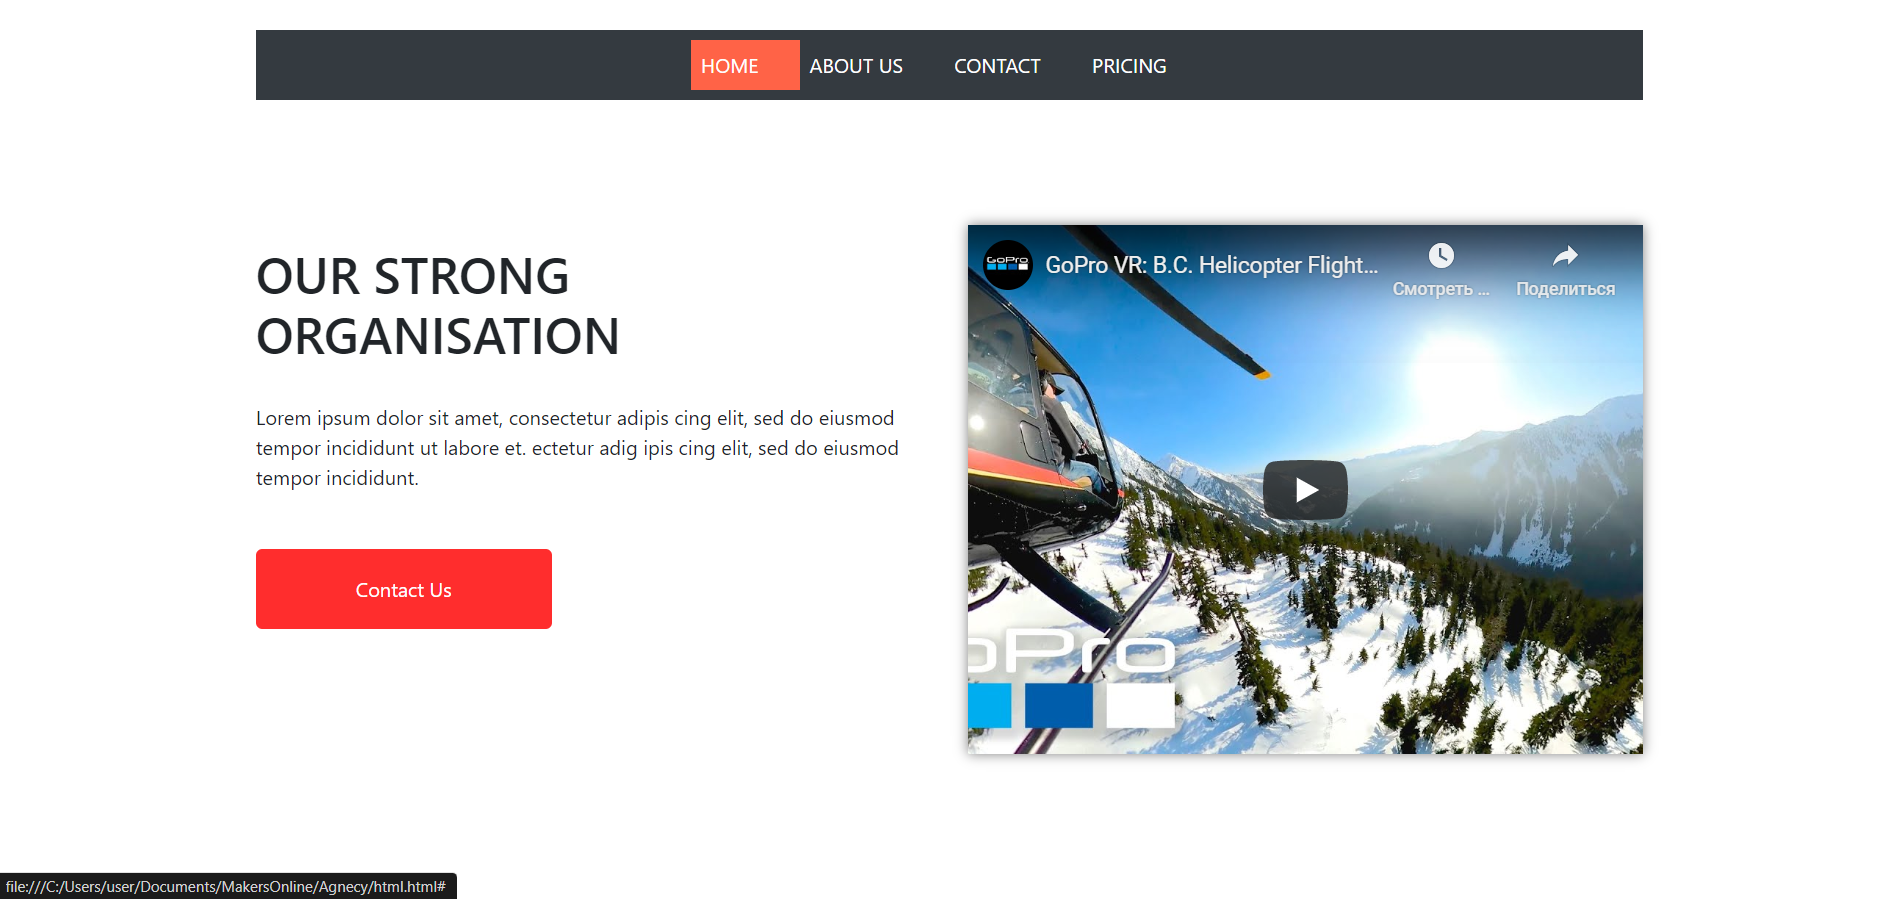 HOME ABOUT US CONTACT PRICING
OUR STRONG
ORGANISATION
Lorem ipsum dolor sit amet, consectetur adipis cing elit, sed do eiusmod
tempor incididunt ut labore et. ectetur adig ipis cing elit, sed do eiusmod
tempor incididunt.
Contact Us
GoPro
GoPro VR: B.C. Helicopter Flight...
Смотреть ...
Поделиться
oPro
file:///C:/Users/user/Documents/MakersOnline/Agnecy/html.html#